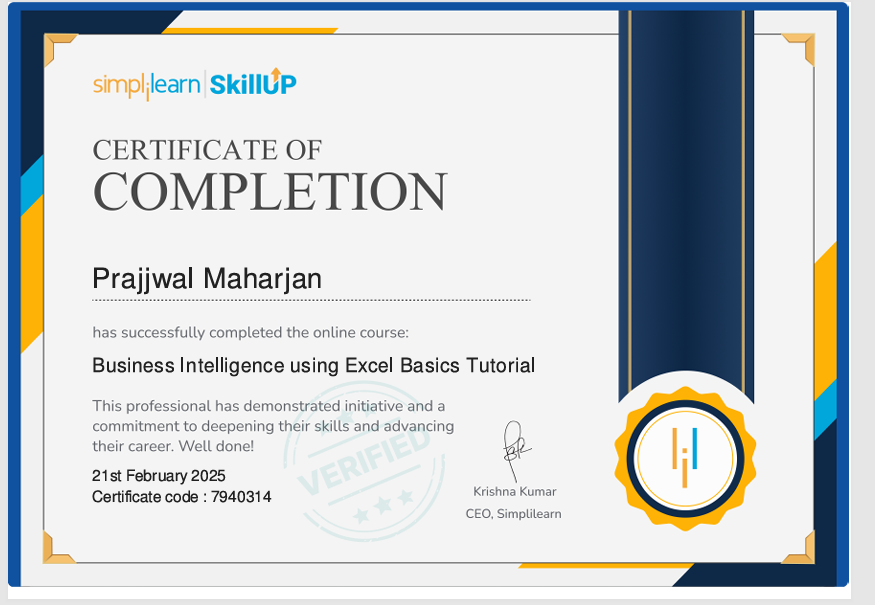 simplilearn | SkillUP
CERTIFICATE OF
COMPLETION
Prajjwal Maharjan
has successfully completed the online course:
Business Intelligence using Excel Basics Tutorial
This professional has demonstrated initiative and a
commitment to deepening their skills and advancing
their career. Well done!
VERIFIED
21st February 2025
Certificate code : 7940314
Krishna Kumar
CEO, Simplilearn